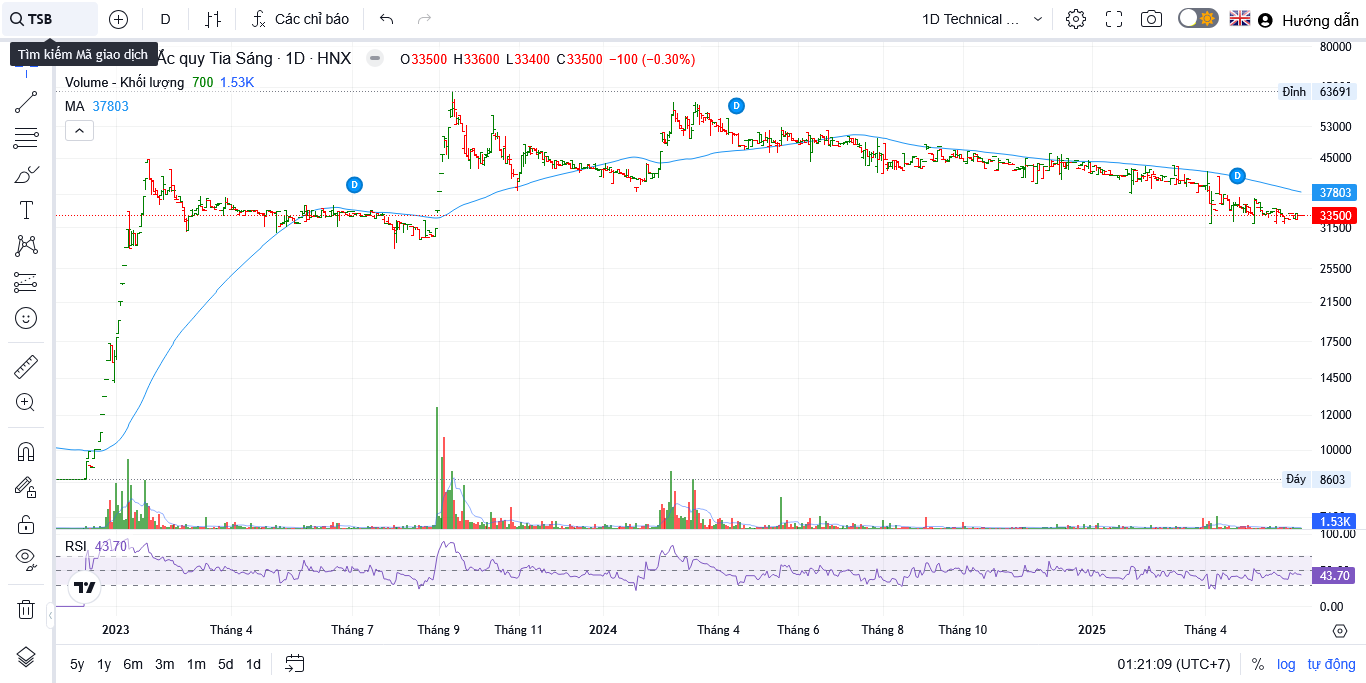 TSB D Các chỉ báo 1D Technical ... Hướng dẫn
Tìm kiếm Mã giao dịch
Ắc quy Tia Sáng · 1D · HNX O33500 H33600 L33400 C33500 −100 (−0.30%)
Volume - Khối lượng 700 1.53K
MA 37803
80000
Đỉnh 63691
53000
45000
37803
33500
31500
25500
21500
17500
14500
12000
10000
Đáy 8603
1.53K
100.00
RSI 43.70
43.70
0.00
D
D
D
2023 Tháng 4 Tháng 7 Tháng 9 Tháng 11 2024 Tháng 4 Tháng 6 Tháng 8 Tháng 10 2025 Tháng 4
5y 1y 6m 3m 1m 5d 1d 01:21:09 (UTC+7) % log tự động